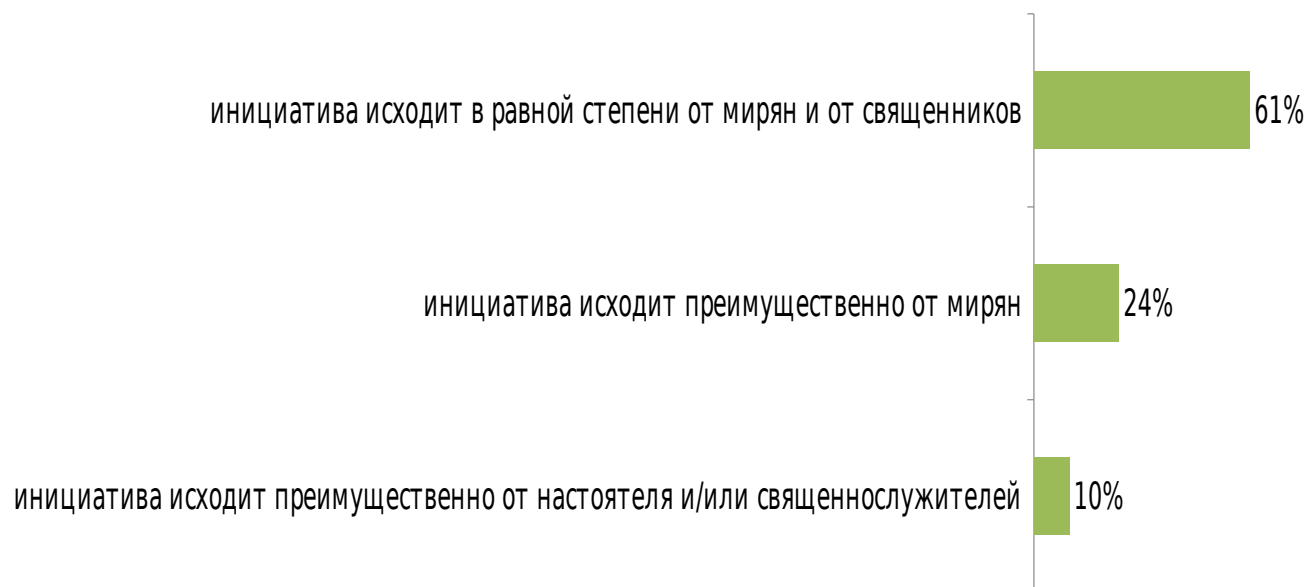 инициатива исходит в равной степени от мирян и от священников 61%
инициатива исходит преимущественно от мирян 24%
инициатива исходит преимущественно от настоятеля и/или священнослужителей 10%